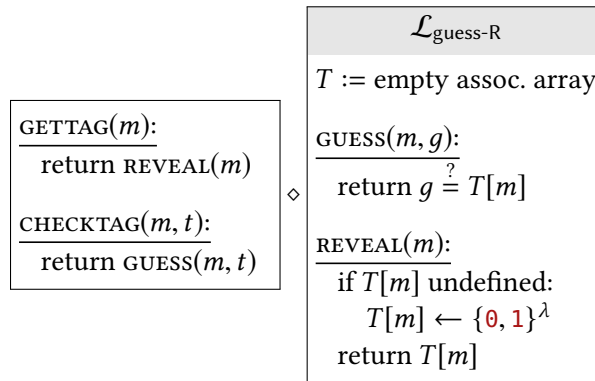 GETTAG(m):
return REVEAL(m)
CHECKTAG(m, t):
return GUESS(m, t)
⋄
𝓛guess-R
T := empty assoc. array
GUESS(m, g):
return g ≟ T[m]
REVEAL(m):
if T[m] undefined:
T[m] ← {0, 1}^λ
return T[m]